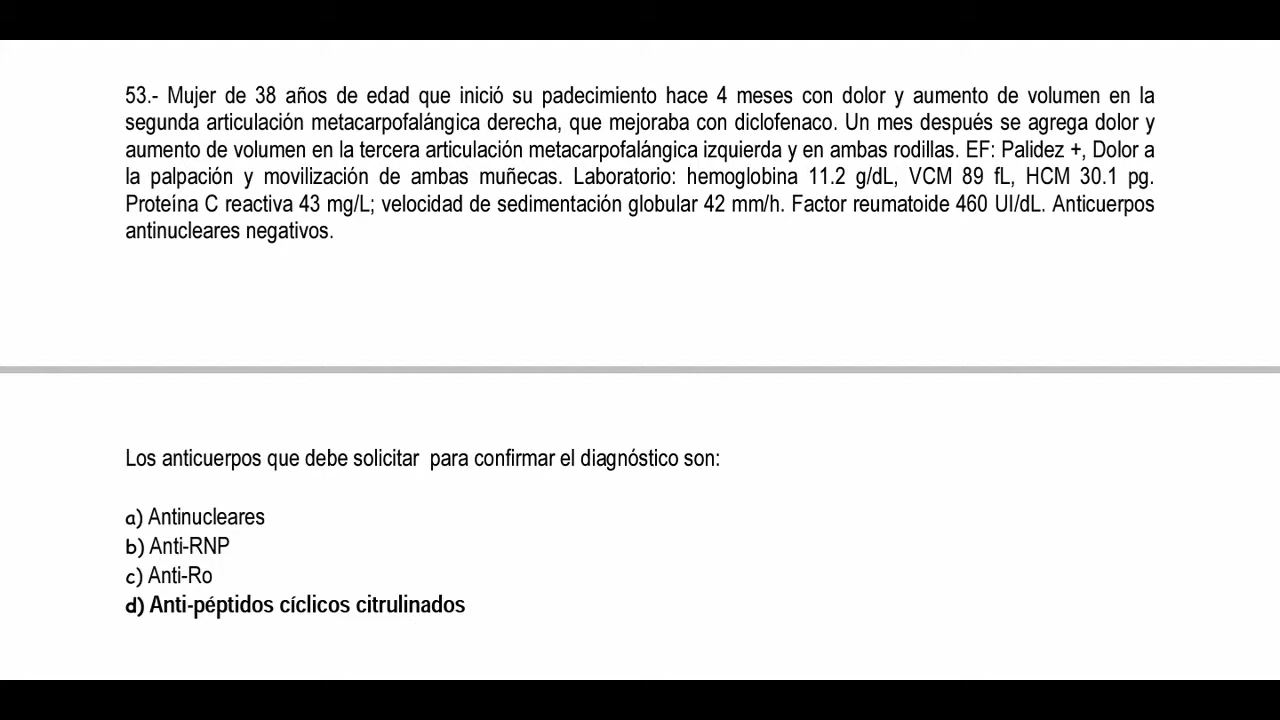 53.- Mujer de 38 años de edad que inició su padecimiento hace 4 meses con dolor y aumento de volumen en la
segunda articulación metacarpofalángica derecha, que mejoraba con diclofenaco. Un mes después se agrega dolor y
aumento de volumen en la tercera articulación metacarpofalángica izquierda y en ambas rodillas. EF: Palidez +, Dolor a
la palpación y movilización de ambas muñecas. Laboratorio: hemoglobina 11.2 g/dL, VCM 89 fL, HCM 30.1 pg.
Proteína C reactiva 43 mg/L; velocidad de sedimentación globular 42 mm/h. Factor reumatoide 460 UI/dL. Anticuerpos
antinucleares negativos.
Los anticuerpos que debe solicitar  para confirmar el diagnóstico son:
a) Antinucleares
b) Anti-RNP
c) Anti-Ro
d) Anti-péptidos cíclicos citrulinados